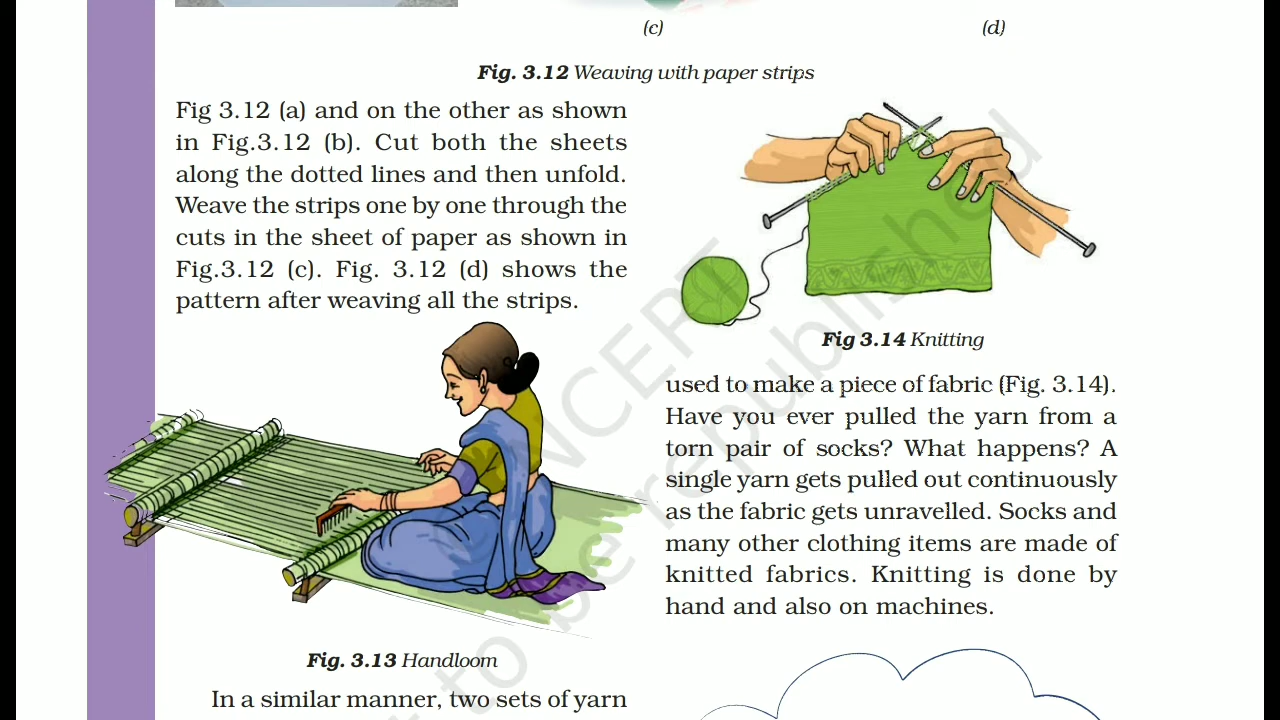 (c)
(d)
Fig. 3.12 Weaving with paper strips
Fig 3.12 (a) and on the other as shown
in Fig.3.12 (b). Cut both the sheets
along the dotted lines and then unfold.
Weave the strips one by one through the
cuts in the sheet of paper as shown in
Fig.3.12 (c). Fig. 3.12 (d) shows the
pattern after weaving all the strips.
Fig. 3.13 Handloom
In a similar manner, two sets of yarn
Fig 3.14 Knitting
used to make a piece of fabric (Fig. 3.14).
Have you ever pulled the yarn from a
torn pair of socks? What happens? A
single yarn gets pulled out continuously
as the fabric gets unravelled. Socks and
many other clothing items are made of
knitted fabrics. Knitting is done by
hand and also on machines.
© NCERT
t to be republished